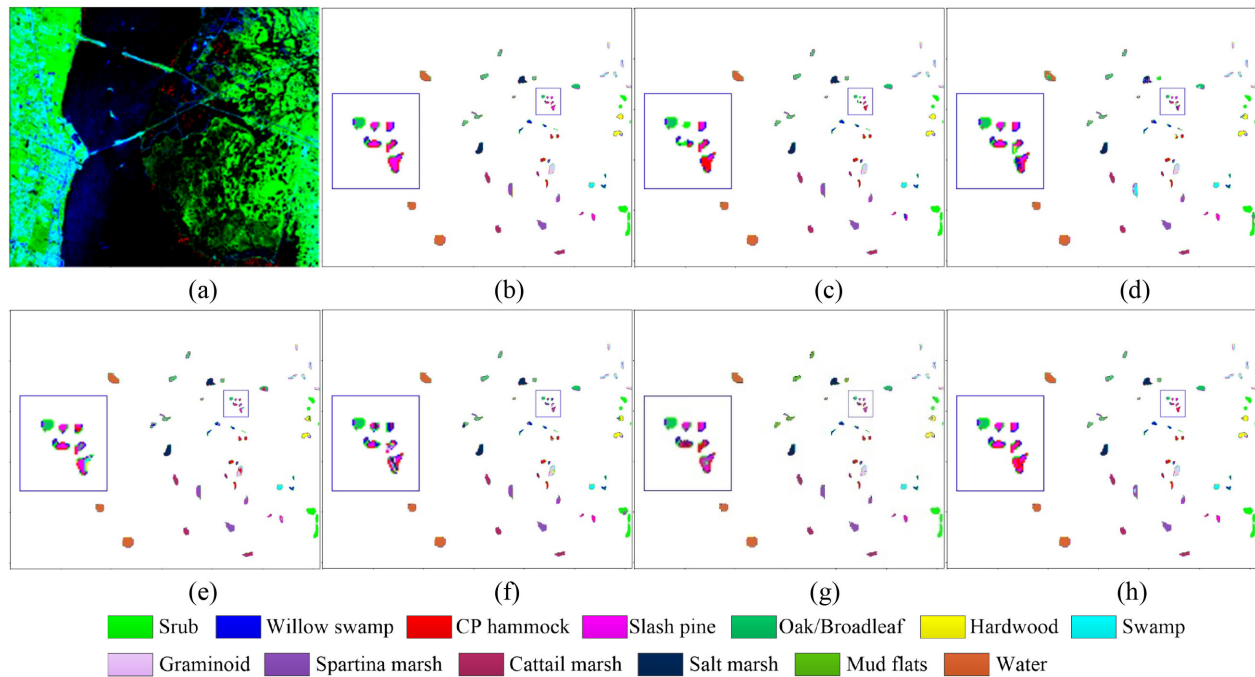 (a) (b) (c) (d)
(e) (f) (g) (h)
Srub Willow swamp CP hammock Slash pine Oak/Broadleaf Hardwood Swamp
Graminoid Spartina marsh Cattail marsh Salt marsh Mud flats Water